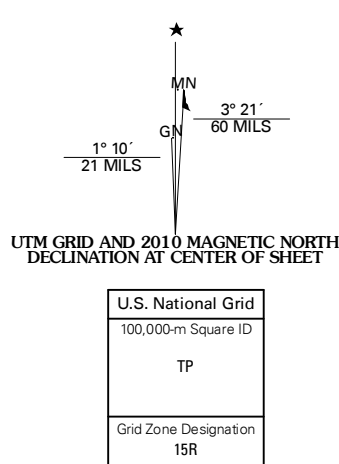 MN
3° 21´
60 MILS
GN
1° 10´
21 MILS
UTM GRID AND 2010 MAGNETIC NORTH
DECLINATION AT CENTER OF SHEET
U.S. National Grid
100,000-m Square ID
TP
Grid Zone Designation
15R